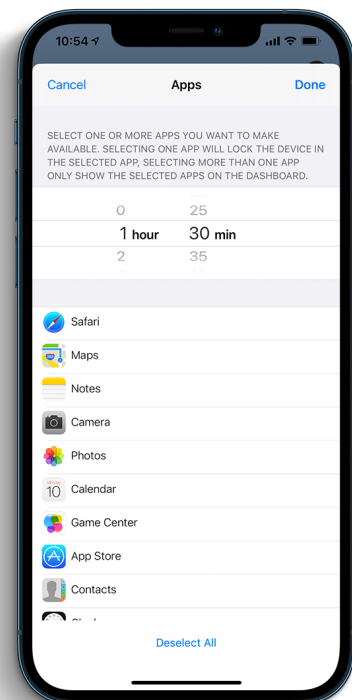 10:54
Cancel Apps Done
SELECT ONE OR MORE APPS YOU WANT TO MAKE
AVAILABLE. SELECTING ONE APP WILL LOCK THE DEVICE IN
THE SELECTED APP, SELECTING MORE THAN ONE APP
ONLY SHOW THE SELECTED APPS ON THE DASHBOARD.
0 25
1 hour 30 min
2 35
Safari
Maps
Notes
Camera
Photos
10 Calendar
Game Center
App Store
Contacts
Deselect All